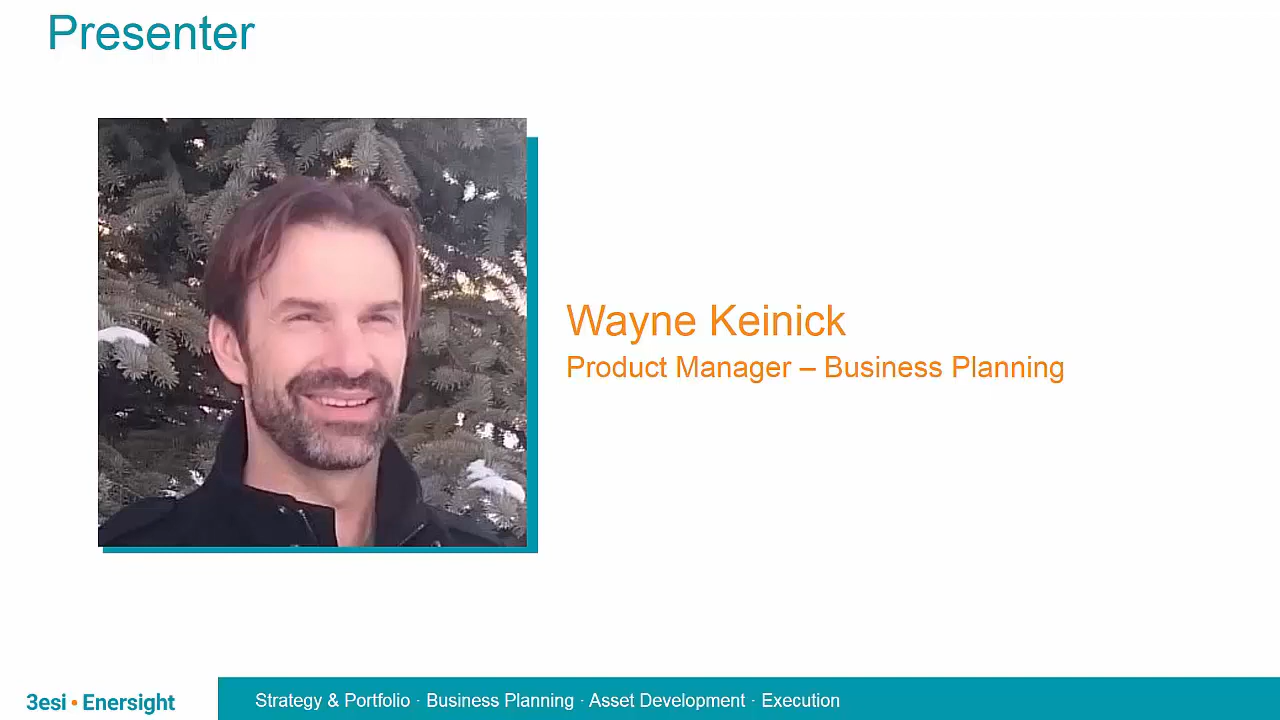 Presenter
Wayne Keinick
Product Manager – Business Planning
3esi • Enersight
Strategy & Portfolio · Business Planning · Asset Development · Execution